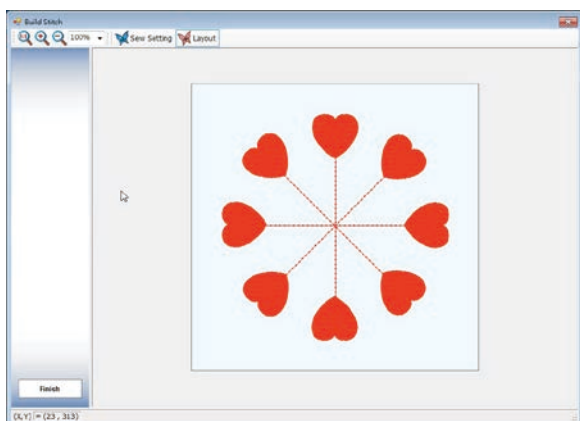 Build Stitch
100% Sew Setting Layout
Finish
(X,Y) = (23 , 313)